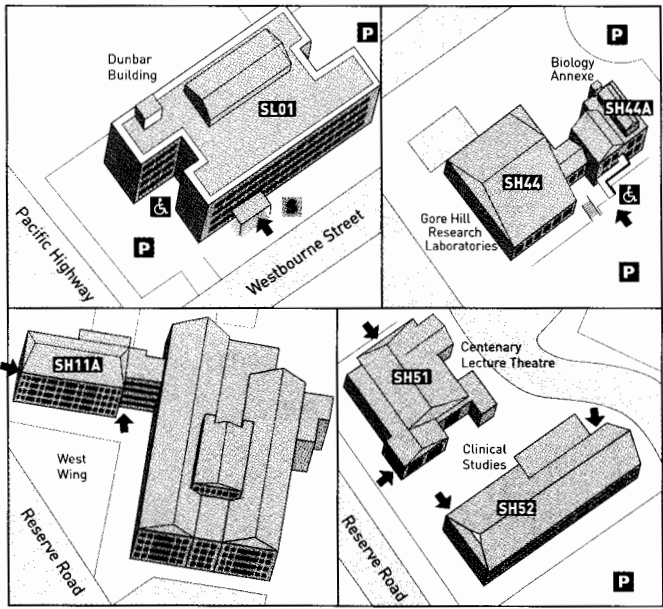 P
Dunbar
Building
SL01
P
Pacific Highway
Westbourne Street
P
Biology
Annexe
SH44A
SH44
Gore Hill
Research
Laboratories
P
SH11A
West
Wing
Reserve Road
Centenary
Lecture Theatre
SH51
Clinical
Studies
SH52
Reserve Road
P